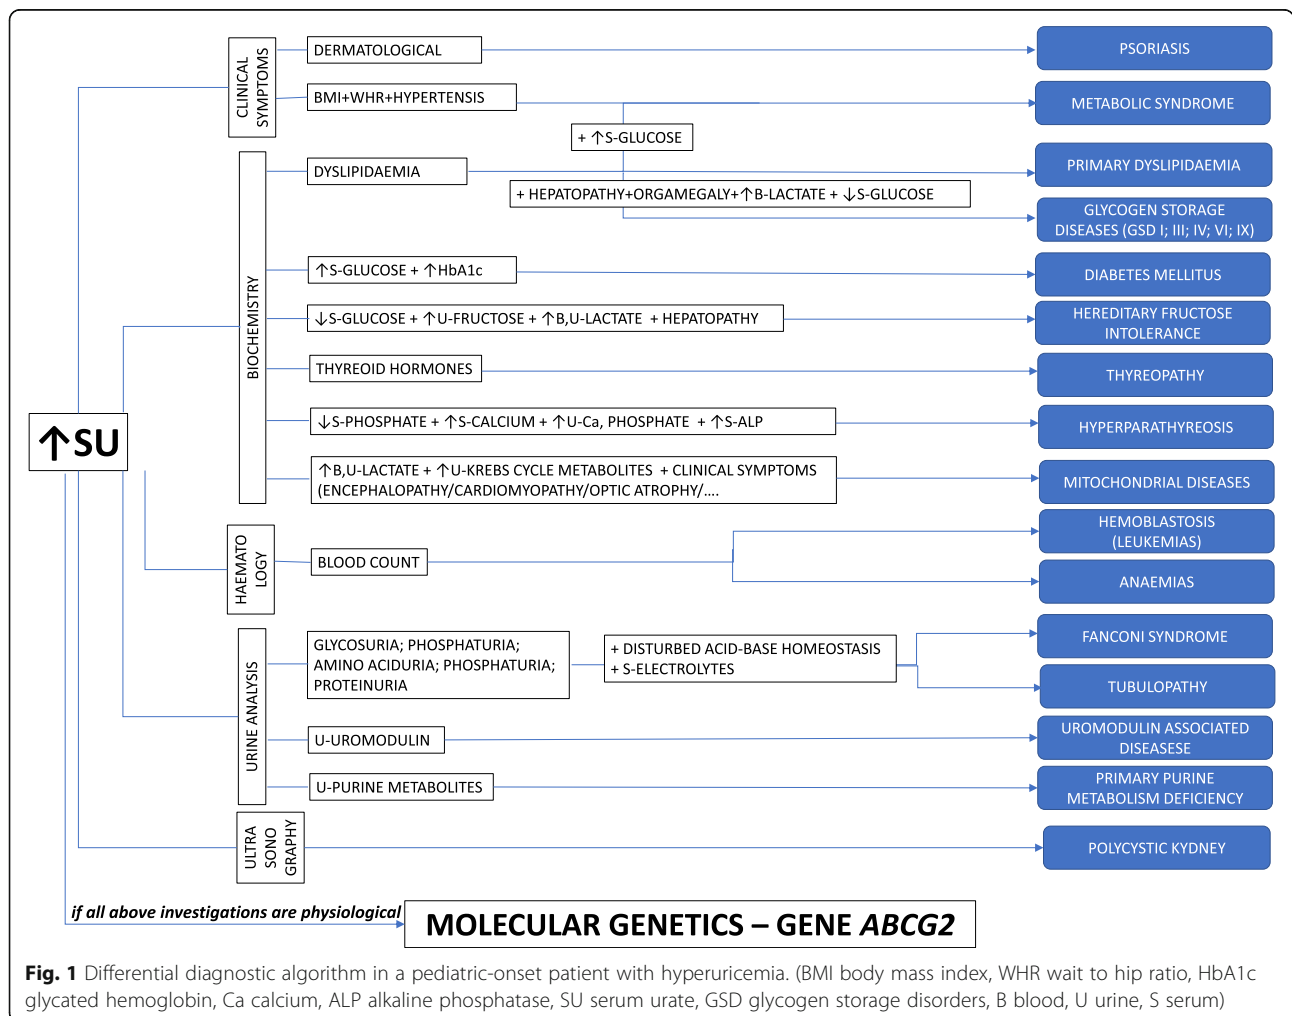 CLINICAL
SYMPTOMS
DERMATOLOGICAL
PSORIASIS
BMI+WHR+HYPERTENSIS
METABOLIC SYNDROME
+ ↑S-GLUCOSE
BIOCHEMISTRY
DYSLIPIDAEMIA
PRIMARY DYSLIPIDAEMIA
+ HEPATOPATHY+ORGAMEGALY+↑B-LACTATE + ↓S-GLUCOSE
GLYCOGEN STORAGE
DISEASES (GSD I; III; IV; VI; IX)
↑S-GLUCOSE + ↑HbA1c
DIABETES MELLITUS
↓S-GLUCOSE + ↑U-FRUCTOSE + ↑B,U-LACTATE + HEPATOPATHY
HEREDITARY FRUCTOSE
INTOLERANCE
THYREOID HORMONES
THYREOPATHY
↑SU
↓S-PHOSPHATE + ↑S-CALCIUM + ↑U-Ca, PHOSPHATE + ↑S-ALP
HYPERPARATHYREOSIS
↑B,U-LACTATE + ↑U-KREBS CYCLE METABOLITES + CLINICAL SYMPTOMS
(ENCEPHALOPATHY/CARDIOMYOPATHY/OPTIC ATROPHY/....
MITOCHONDRIAL DISEASES
HAEMATO
LOGY
BLOOD COUNT
HEMOBLASTOSIS
(LEUKEMIAS)
ANAEMIAS
URINE ANALYSIS
GLYCOSURIA; PHOSPHATURIA;
AMINO ACIDURIA; PHOSPHATURIA;
PROTEINURIA
+ DISTURBED ACID-BASE HOMEOSTASIS
+ S-ELECTROLYTES
FANCONI SYNDROME
TUBULOPATHY
U-UROMODULIN
UROMODULIN ASSOCIATED
DISEASESE
U-PURINE METABOLITES
PRIMARY PURINE
METABOLISM DEFICIENCY
ULTRA
SONO
GRAPHY
POLYCYSTIC KYDNEY
if all above investigations are physiological
MOLECULAR GENETICS – GENE ABCG2
Fig. 1 Differential diagnostic algorithm in a pediatric-onset patient with hyperuricemia. (BMI body mass index, WHR wait to hip ratio, HbA1c
glycated hemoglobin, Ca calcium, ALP alkaline phosphatase, SU serum urate, GSD glycogen storage disorders, B blood, U urine, S serum)